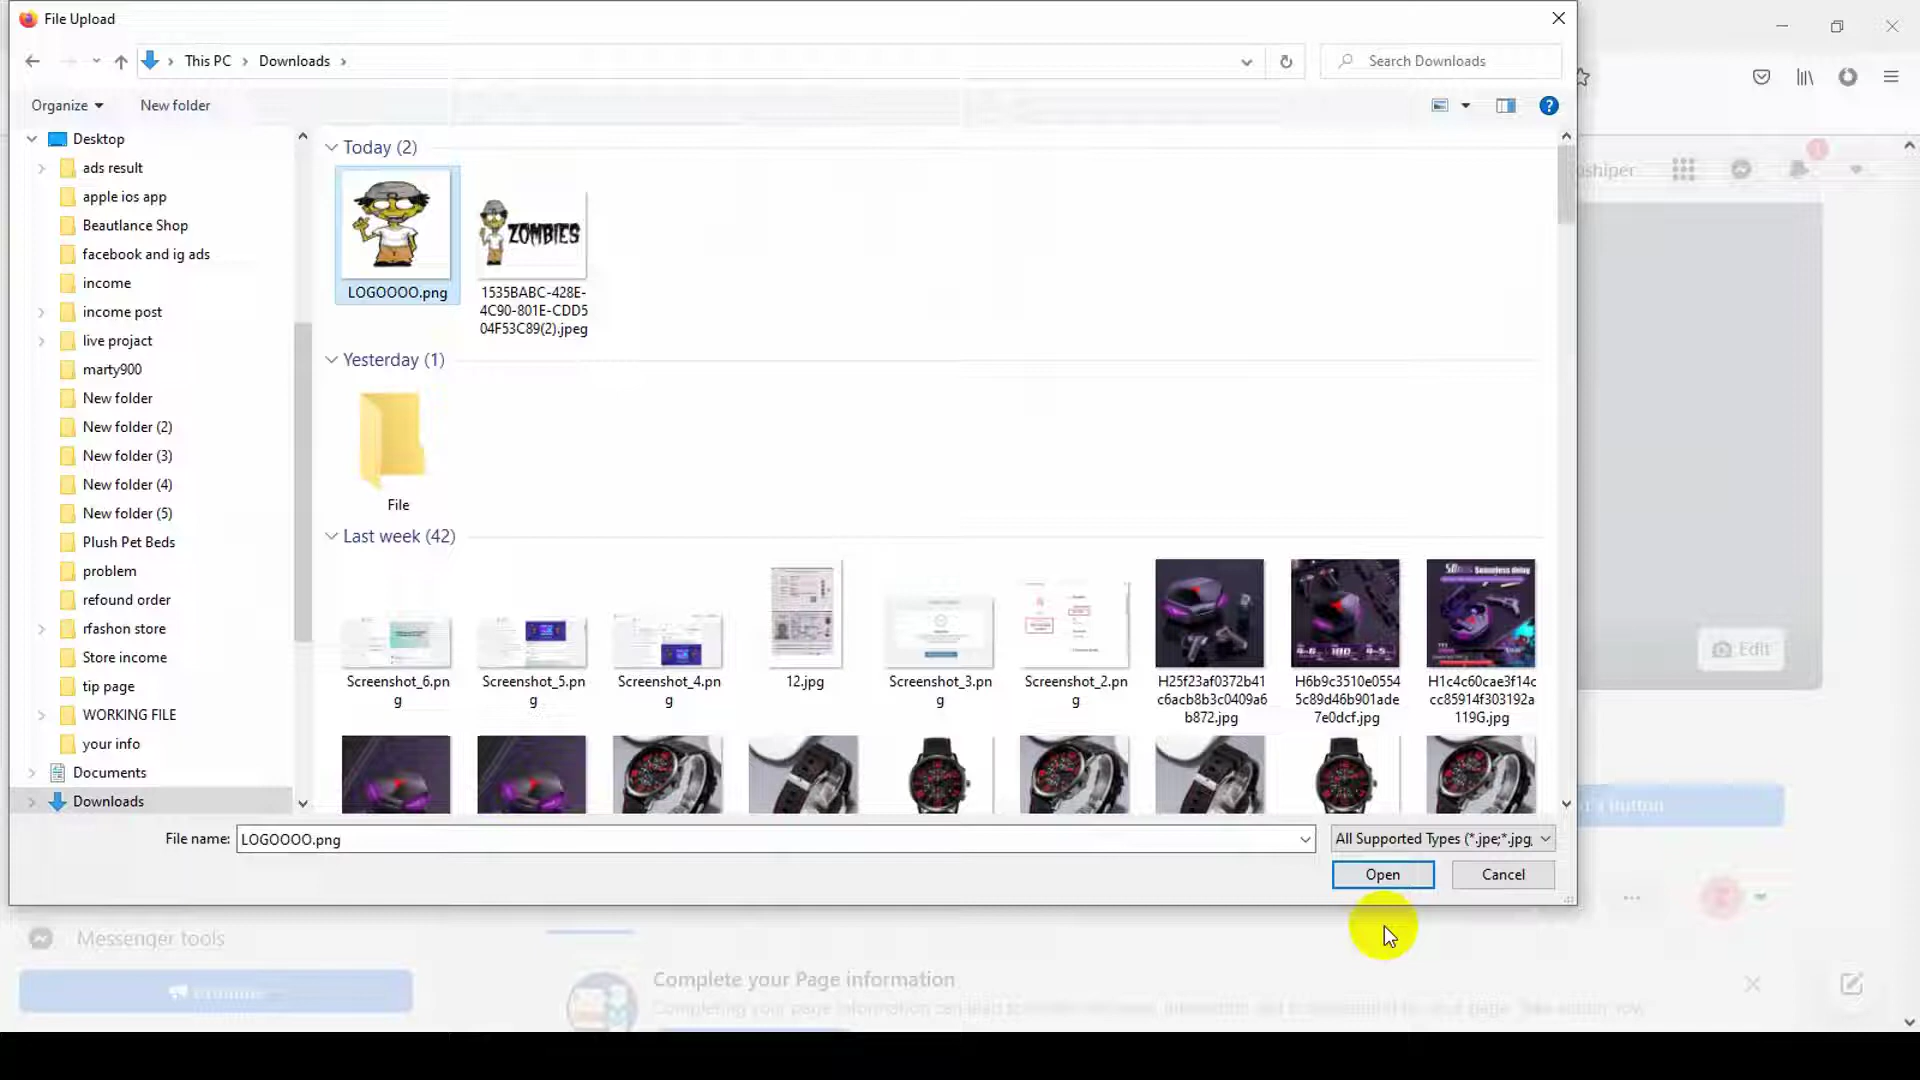 File Upload
This PC
Downloads
Search Downloads
Organize
New folder
Desktop
ads result
apple ios app
Beautlance Shop
facebook and ig ads
income
income post
live projact
marty900
New folder
New folder (2)
New folder (3)
New folder (4)
New folder (5)
Plush Pet Beds
problem
refound order
rfashon store
Store income
tip page
WORKING FILE
your info
Documents
Downloads
Today (2)
ZOMBIES
LOGOOOO.png
1535BABC-428E-
4C90-801E-CDD5
04F53C89(2).jpeg
Yesterday (1)
File
Last week (42)
Screenshot_6.pn
g
Screenshot_5.pn
g
Screenshot_4.pn
g
12.jpg
Screenshot_3.pn
g
Screenshot_2.pn
g
H25f23af0372b41
c6acb8b3c0409a6
b872.jpg
H6b9c3510e0554
5c89d46b901ade
7e0dcf.jpg
H1c4c60cae3f14c
cc85914f303192a
119G.jpg
File name:
LOGOOOO.png
All Supported Types (*.jpe;*.jpg
Open
Cancel
Edit
Button
Messenger tools
Complete your Page information